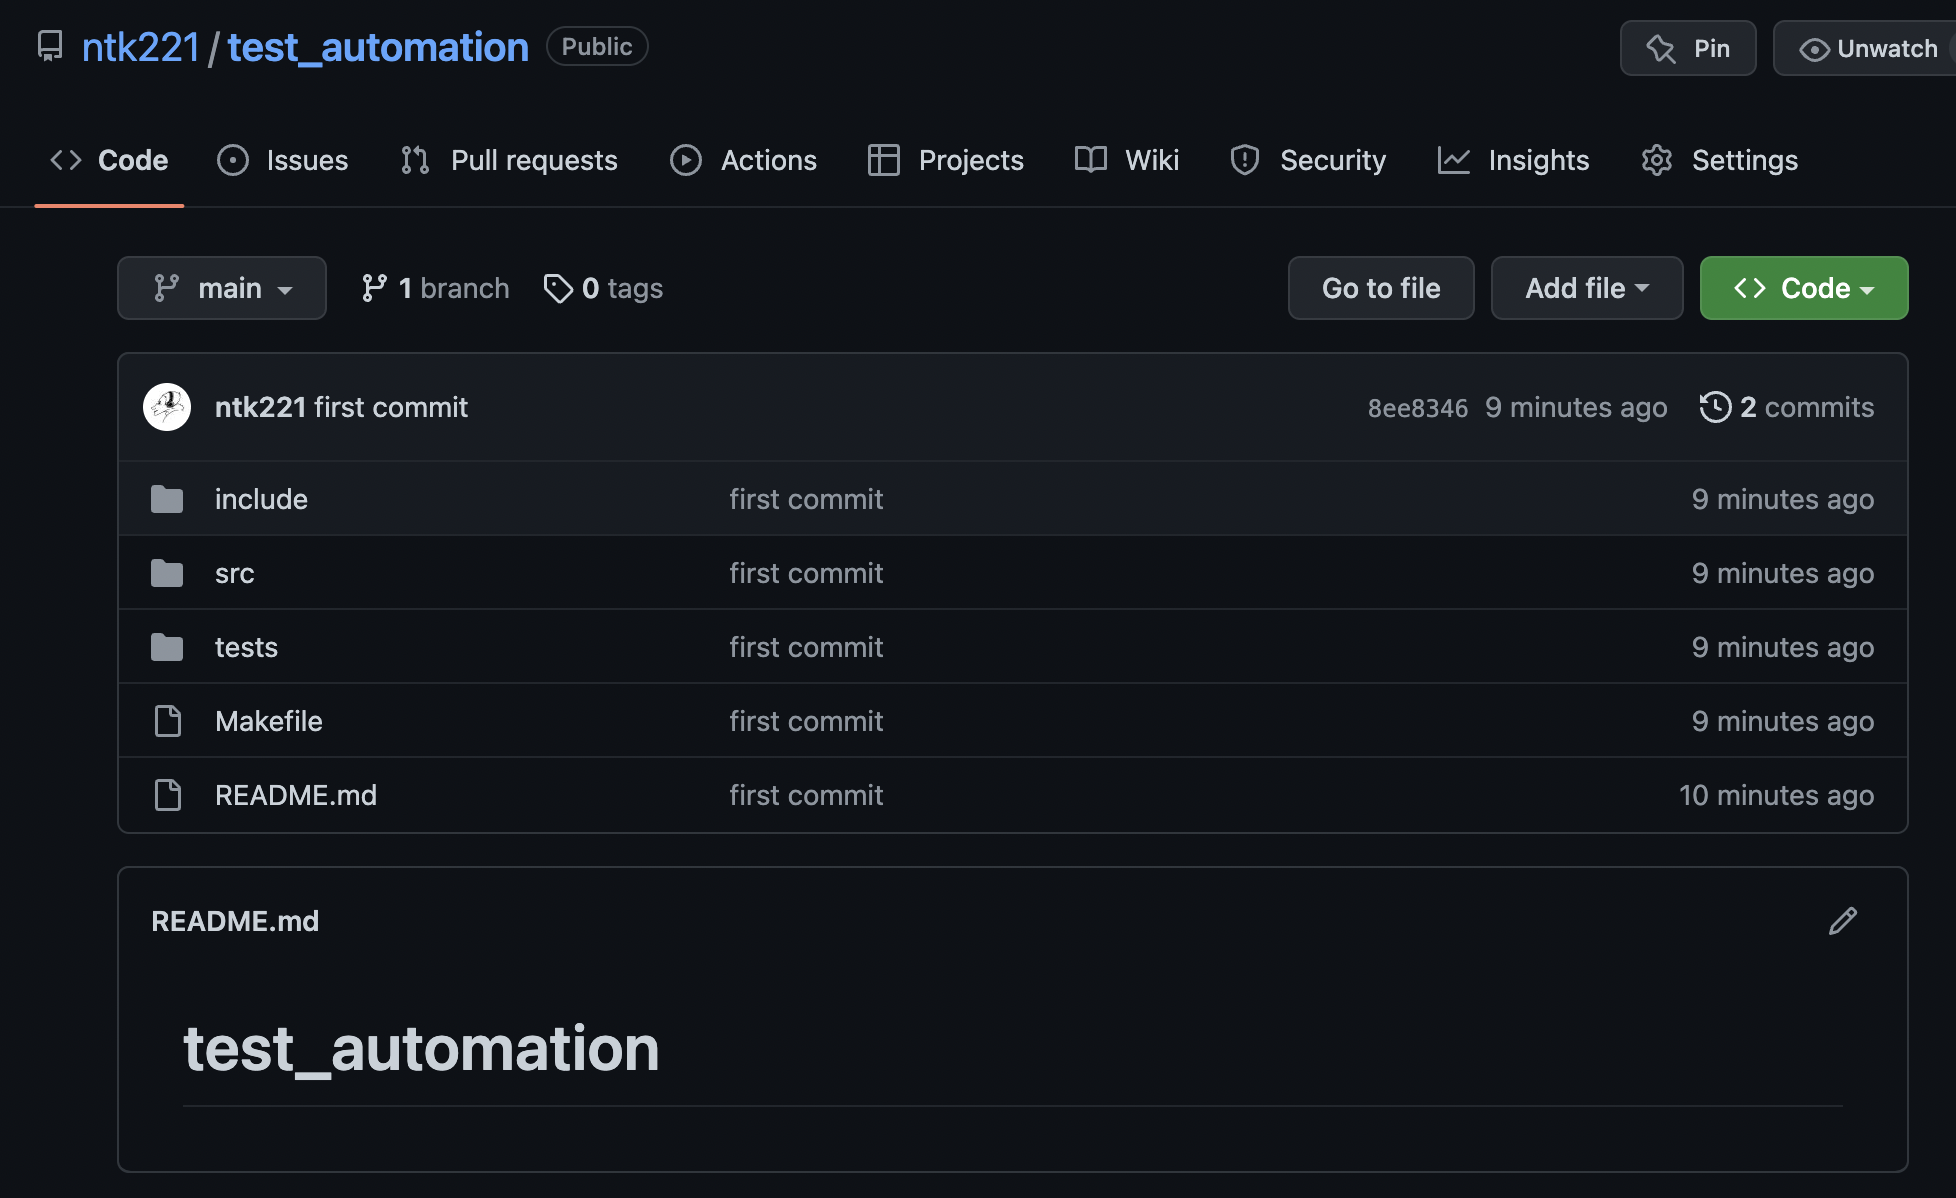 ntk221 / test_automation Public Pin Unwatch
Code Issues Pull requests Actions Projects Wiki Security Insights Settings
main 1 branch 0 tags Go to file Add file Code
ntk221 first commit 8ee8346 9 minutes ago 2 commits
include first commit 9 minutes ago
src first commit 9 minutes ago
tests first commit 9 minutes ago
Makefile first commit 9 minutes ago
README.md first commit 10 minutes ago
README.md
test_automation